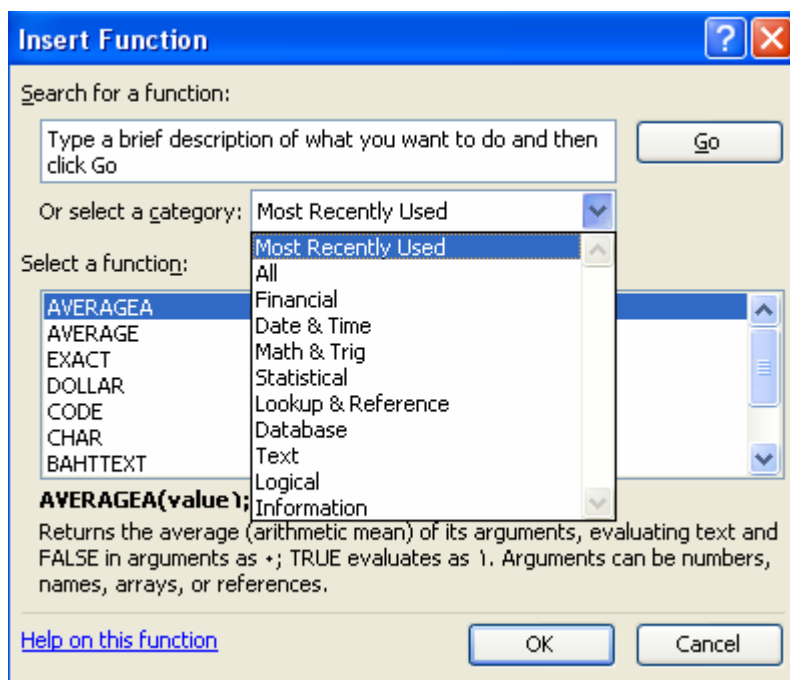 Insert Function
Search for a function:
Type a brief description of what you want to do and then
click Go
Go
Or select a category:
Most Recently Used
Most Recently Used
All
Financial
Date & Time
Math & Trig
Statistical
Lookup & Reference
Database
Text
Logical
Information
Select a function:
AVERAGEA
AVERAGE
EXACT
DOLLAR
CODE
CHAR
BAHTTEXT
AVERAGEA(value١;
Returns the average (arithmetic mean) of its arguments, evaluating text and
FALSE in arguments as ٠; TRUE evaluates as ١. Arguments can be numbers,
names, arrays, or references.
Help on this function
OK
Cancel